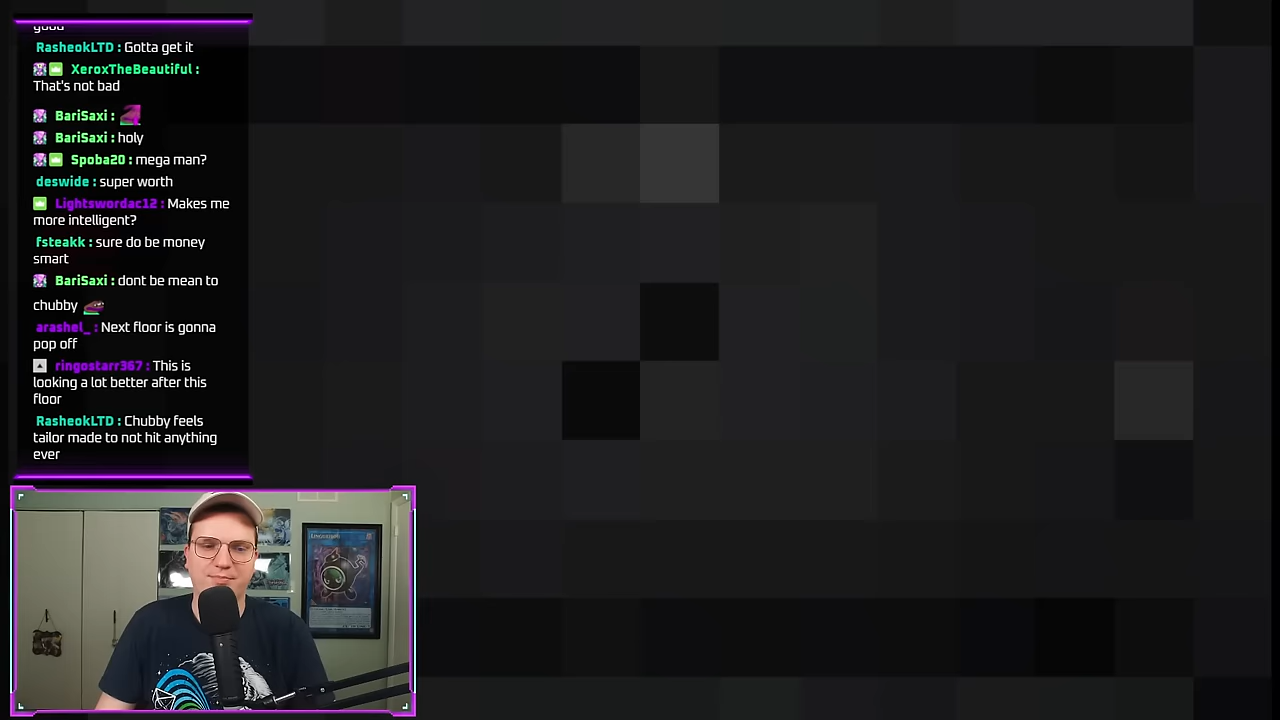 good
RasheokLTD : Gotta get it
XeroxTheBeautiful :
That's not bad
BariSaxi :
BariSaxi : holy
Spoba20 : mega man?
deswide : super worth
Lightswordac12 : Makes me
more intelligent?
fsteakk : sure do be money
smart
BariSaxi : dont be mean to
chubby
arashel_ : Next floor is gonna
pop off
ringostarr367 : This is
looking a lot better after this
floor
RasheokLTD : Chubby feels
tailor made to not hit anything
ever